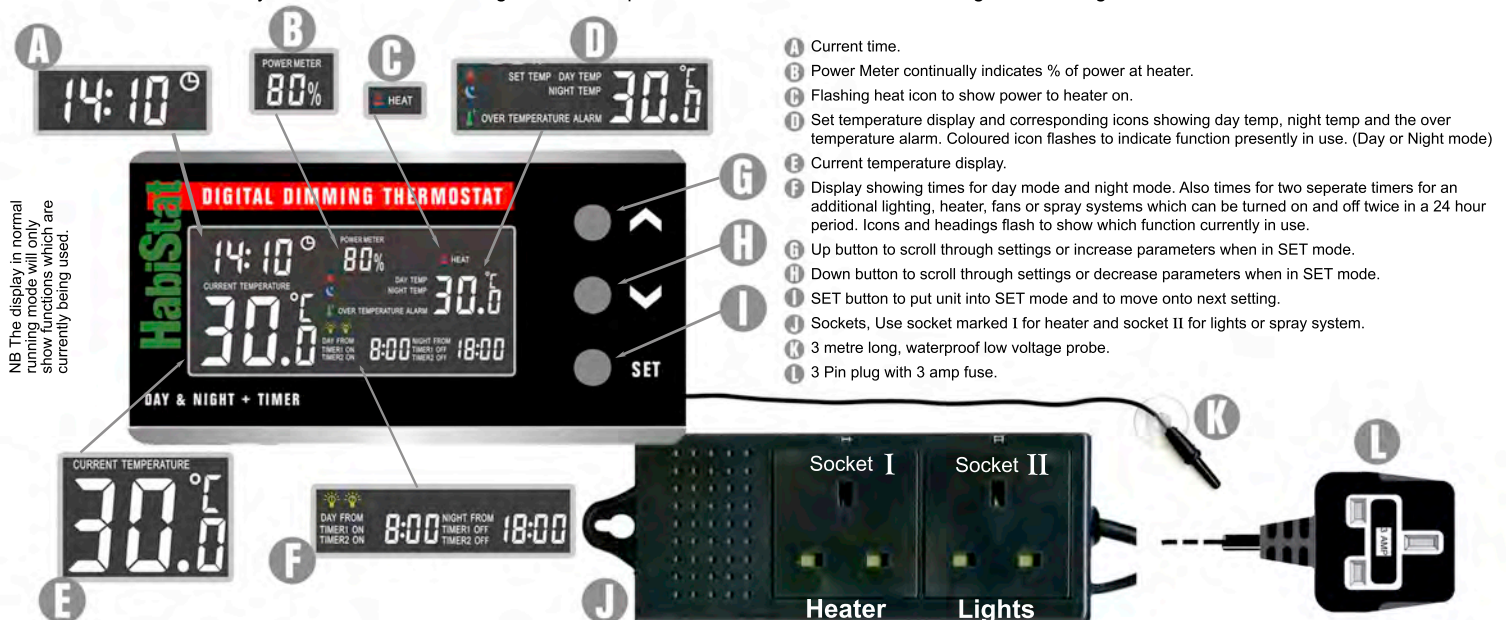 A
14:10
B
POWER METER
80%
C
HEAT
D
SET TEMP DAY TEMP
NIGHT TEMP
OVER TEMPERATURE ALARM
30.0°C
A Current time.
B Power Meter continually indicates % of power at heater.
C Flashing heat icon to show power to heater on.
D Set temperature display and corresponding icons showing day temp, night temp and the over
temperature alarm. Coloured icon flashes to indicate function presently in use. (Day or Night mode)
E Current temperature display.
F Display showing times for day mode and night mode. Also times for two seperate timers for an
additional lighting, heater, fans or spray systems which can be turned on and off twice in a 24 hour
period. Icons and headings flash to show which function currently in use.
G Up button to scroll through settings or increase parameters when in SET mode.
H Down button to scroll through settings or decrease parameters when in SET mode.
I SET button to put unit into SET mode and to move onto next setting.
J Sockets, Use socket marked I for heater and socket II for lights or spray system.
K 3 metre long, waterproof low voltage probe.
L 3 Pin plug with 3 amp fuse.
NB The display in normal
running mode will only
show functions which are
currently being used.
HabiStat
DIGITAL DIMMING THERMOSTAT
14:10
POWER METER
80%
HEAT
CURRENT TEMPERATURE
30.0°C
DAY TEMP
NIGHT TEMP
30.0°C
OVER TEMPERATURE ALARM
DAY FROM
TIMER1 ON
TIMER2 ON
8:00
NIGHT FROM
TIMER1 OFF
TIMER2 OFF
18:00
SET
DAY & NIGHT + TIMER
G
H
I
CURRENT TEMPERATURE
30.0°C
E
DAY FROM
TIMER1 ON
TIMER2 ON
8:00
NIGHT FROM
TIMER1 OFF
TIMER2 OFF
18:00
F
I
II
Socket I
Socket II
Heater
Lights
J
K
L
3 AMP